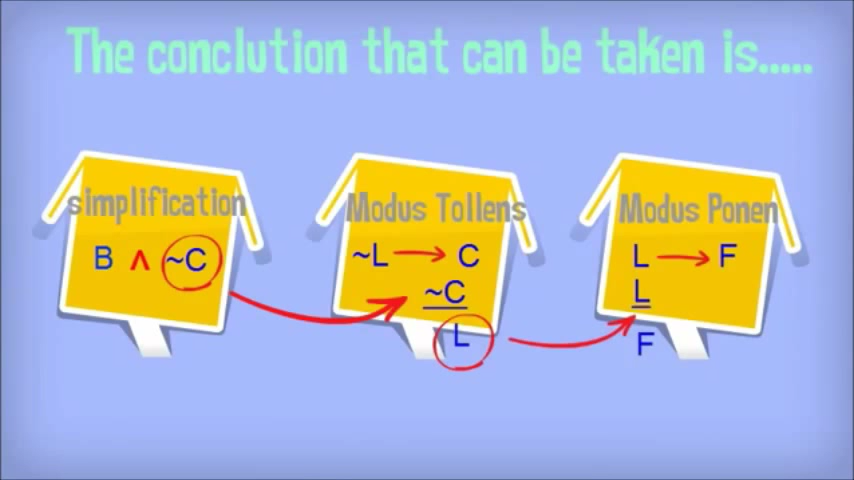 The conclution that can be taken is.....
simplification
B ∧ ~C
Modus Tollens
~L → C
~C
L
Modus Ponen
L → F
L
F